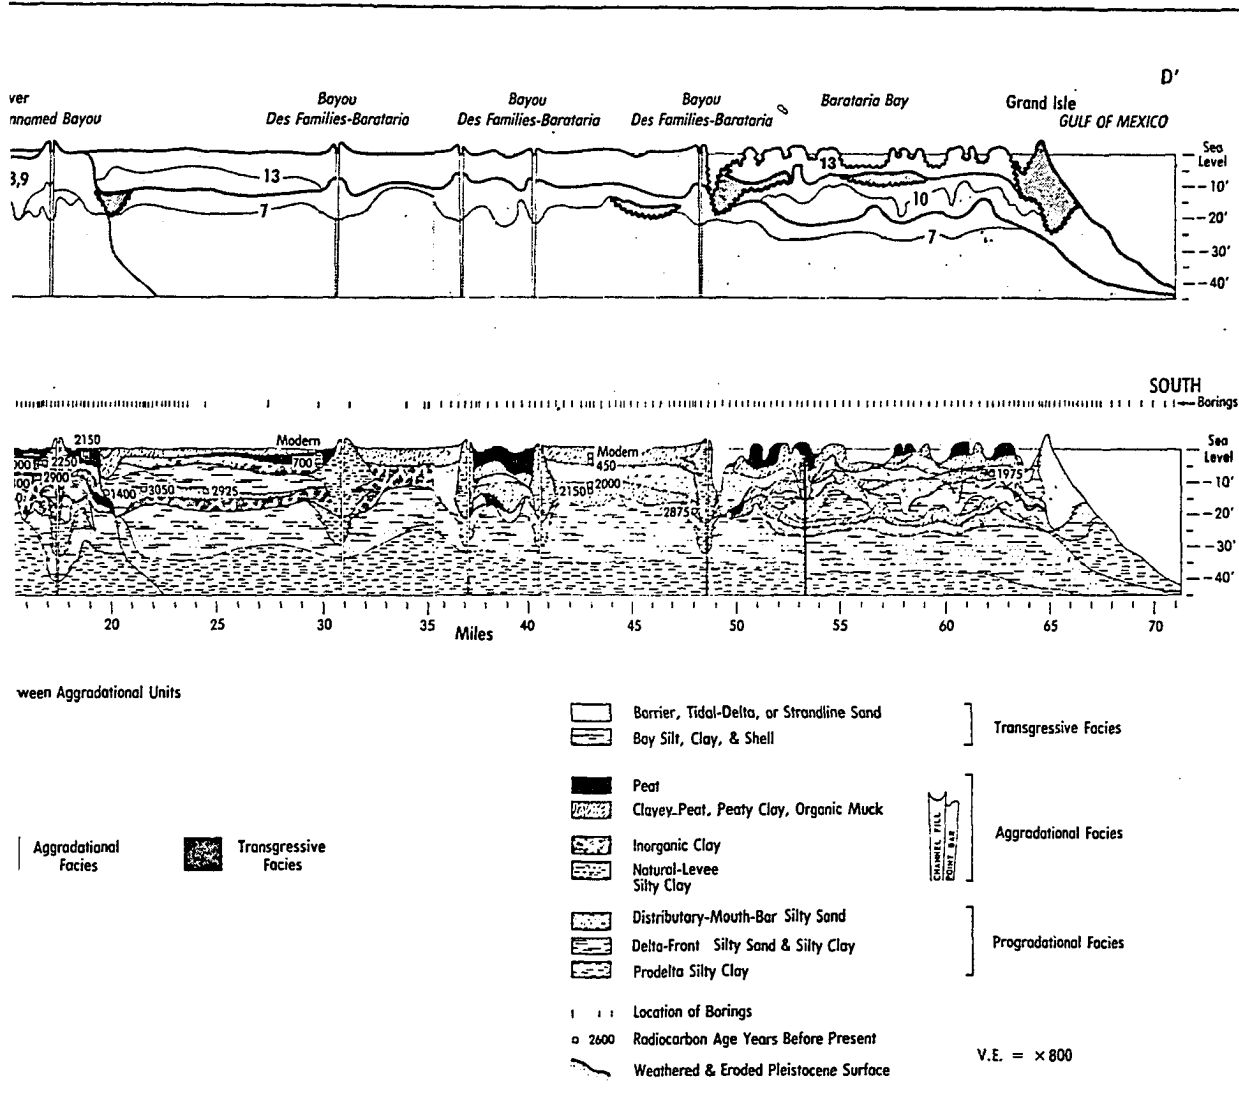 D'
ver
nnamed Bayou
Bayou
Des Families-Barataria
Bayou
Des Families-Barataria
Bayou
Des Families-Barataria
Barataria Bay
Grand Isle
GULF OF MEXICO
Sea
Level
3,9
13
7
13
10
7
-10'
-20'
-30'
-40'
SOUTH
Borings
2150
2250
2900
1400
3050
2925
Modern
700
Modern
450
2150
2000
2875
1975
Sea
Level
-10'
-20'
-30'
-40'
20 25 30 35 40 45 50 55 60 65 70
Miles
ween Aggradational Units
Aggradational
Facies
Transgressive
Facies
Barrier, Tidal-Delta, or Strandline Sand
Bay Silt, Clay, & Shell
Transgressive Facies
Peat
Clayey-Peat, Peaty Clay, Organic Muck
Inorganic Clay
Natural-Levee
Silty Clay
CHANNEL FILL
POINT BAR
Aggradational Facies
Distributary-Mouth-Bar Silty Sand
Delta-Front Silty Sand & Silty Clay
Prodelta Silty Clay
Progradational Facies
Location of Borings
2600 Radiocarbon Age Years Before Present
Weathered & Eroded Pleistocene Surface
V.E. = ×800